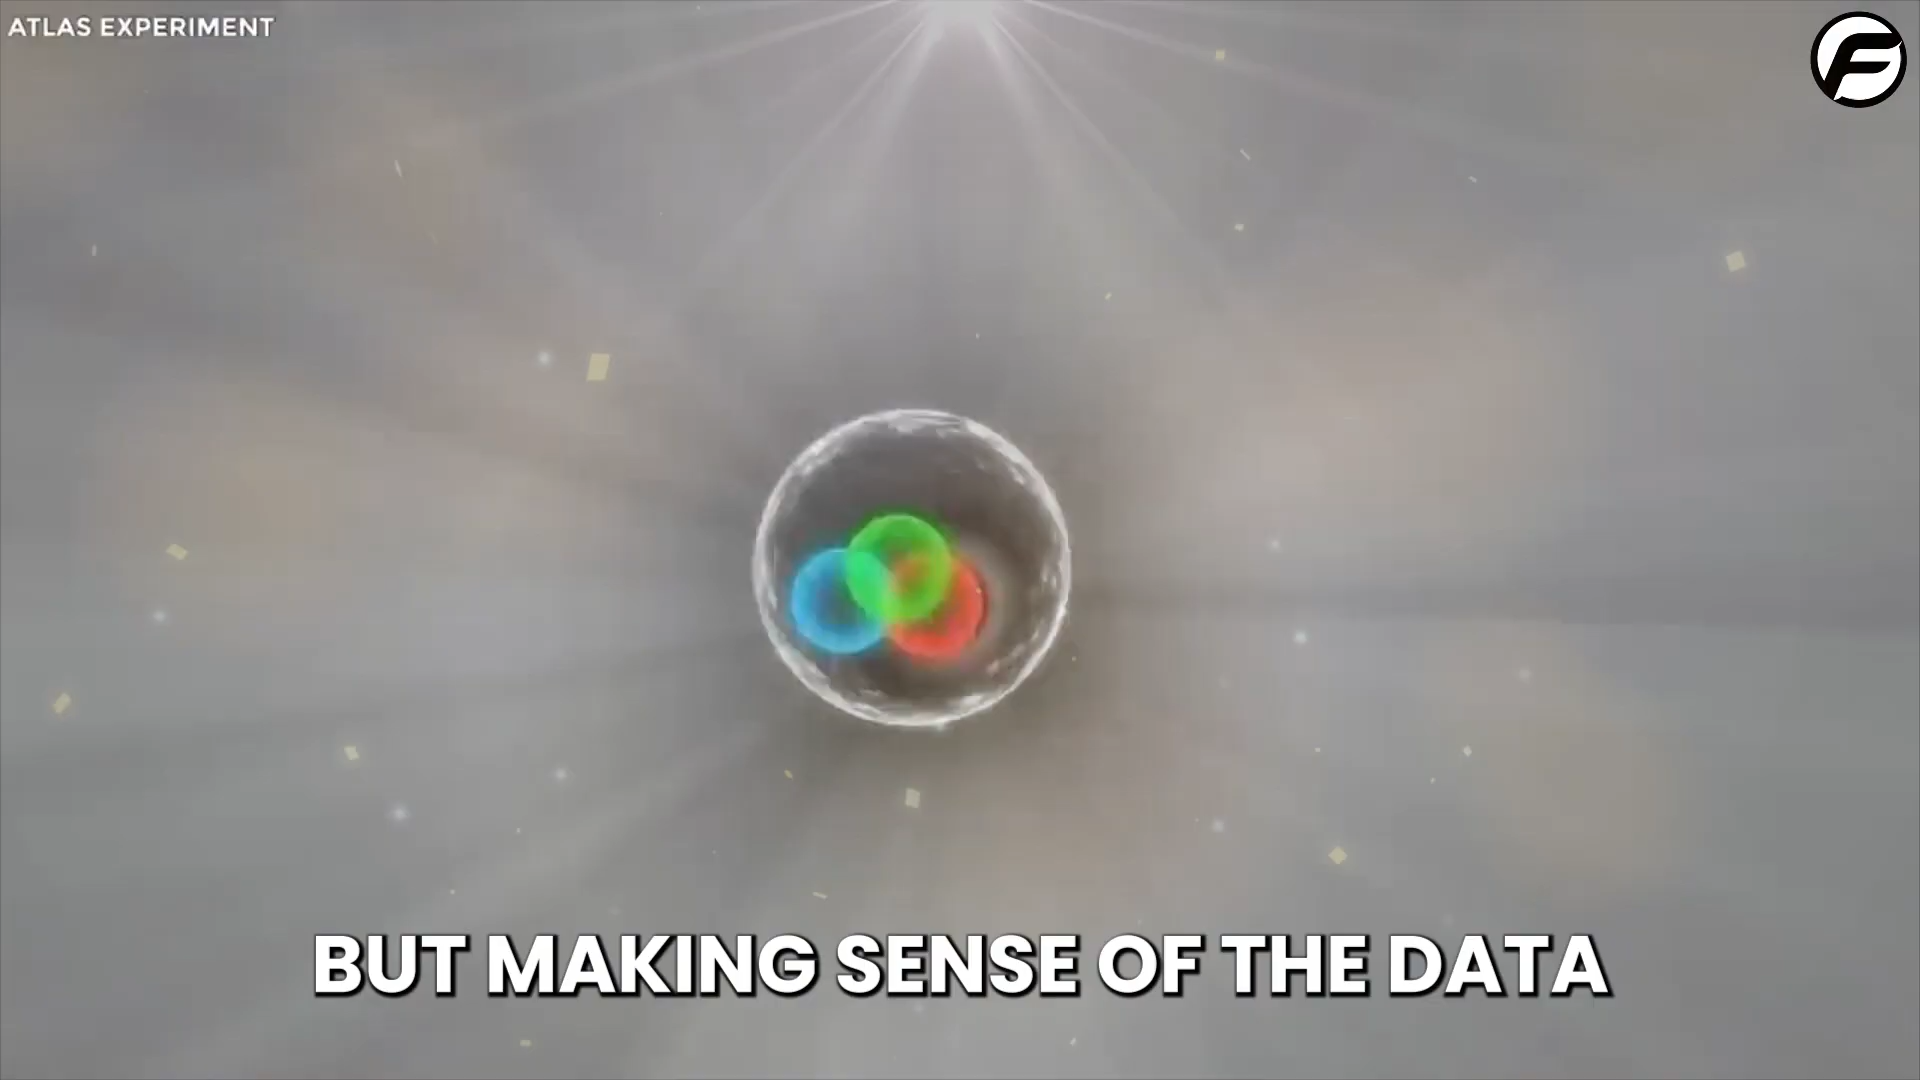 ATLAS EXPERIMENT
F
BUT MAKING SENSE OF THE DATA